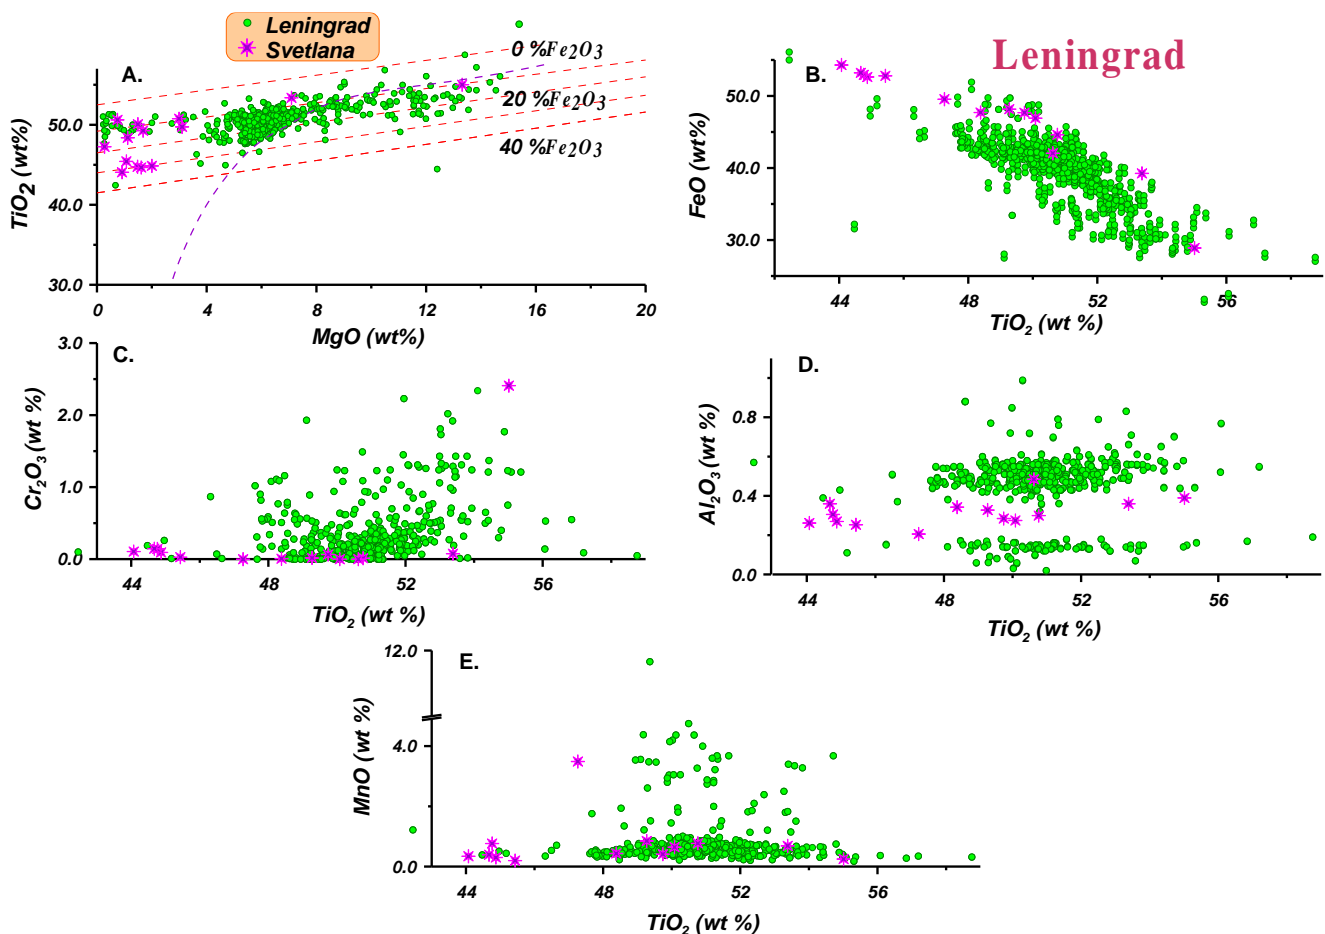 Leningrad
Svetlana
Leningrad
A.
0 %Fe2O3
20 %Fe2O3
40 %Fe2O3
TiO2 (wt%)
50.0
40.0
30.0
0 4 8 12 16 20
MgO (wt%)
B.
FeO (wt%)
50.0
40.0
30.0
44 48 52 56
TiO2 (wt %)
C.
Cr2O3 (wt %)
3.0
2.0
1.0
0.0
44 48 52 56
TiO2 (wt %)
D.
Al2O3 (wt %)
0.8
0.4
0.0
44 48 52 56
TiO2 (wt %)
E.
MnO (wt %)
12.0
4.0
0.0
44 48 52 56
TiO2 (wt %)